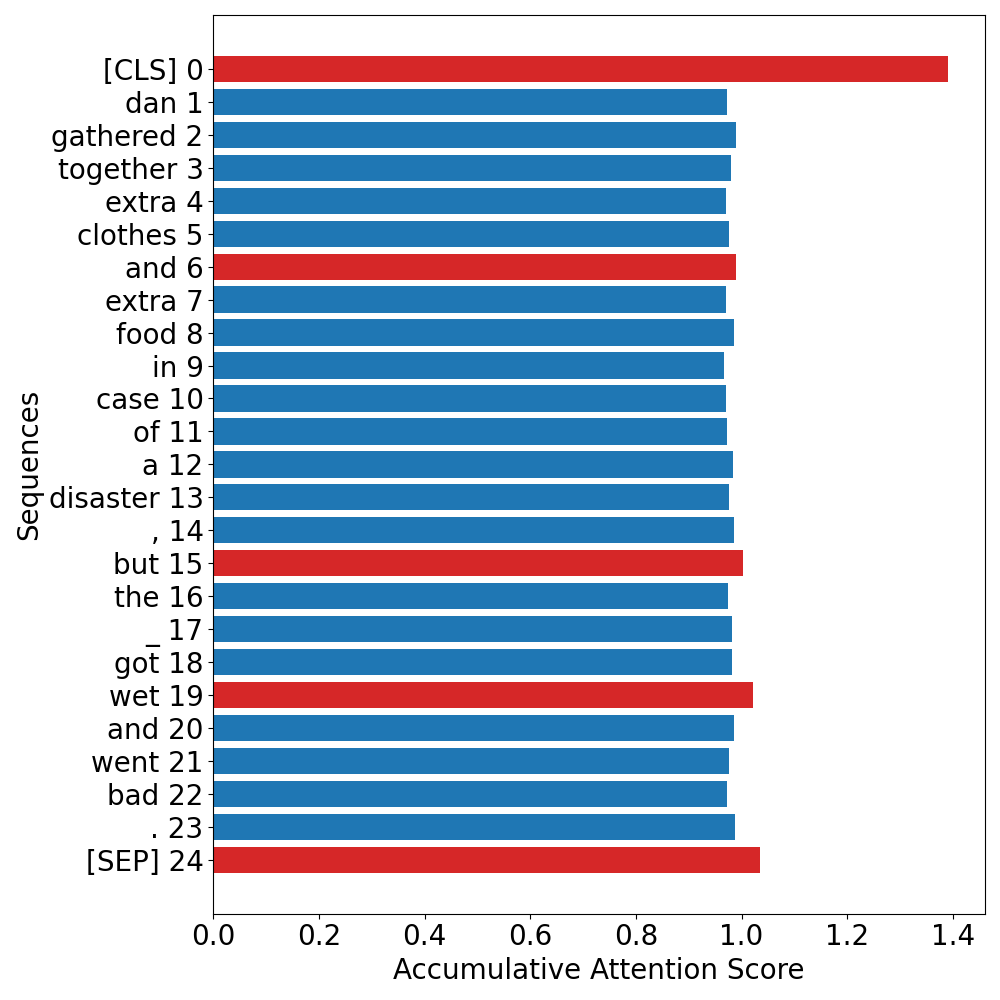 [CLS] 0
dan 1
gathered 2
together 3
extra 4
clothes 5
and 6
extra 7
food 8
in 9
case 10
of 11
a 12
disaster 13
, 14
but 15
the 16
_ 17
got 18
wet 19
and 20
went 21
bad 22
. 23
[SEP] 24
Sequences
0.0 0.2 0.4 0.6 0.8 1.0 1.2 1.4
Accumulative Attention Score